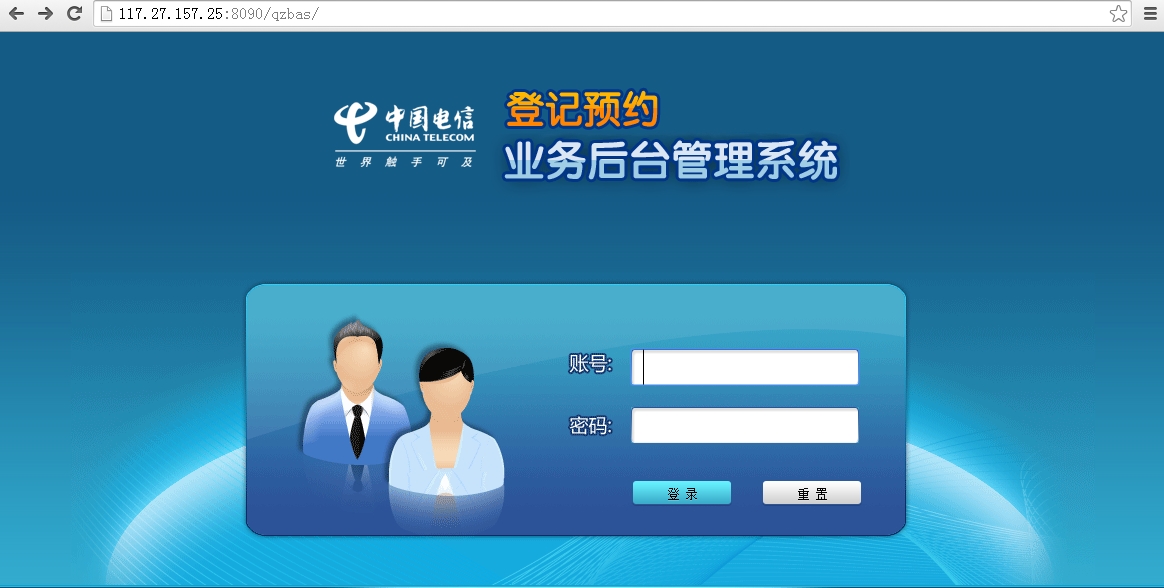 117.27.157.25:8090/qzbas/
中国电信
CHINA TELECOM
世界触手可及
登记预约
业务后台管理系统
账号:
密码:
登录 重置